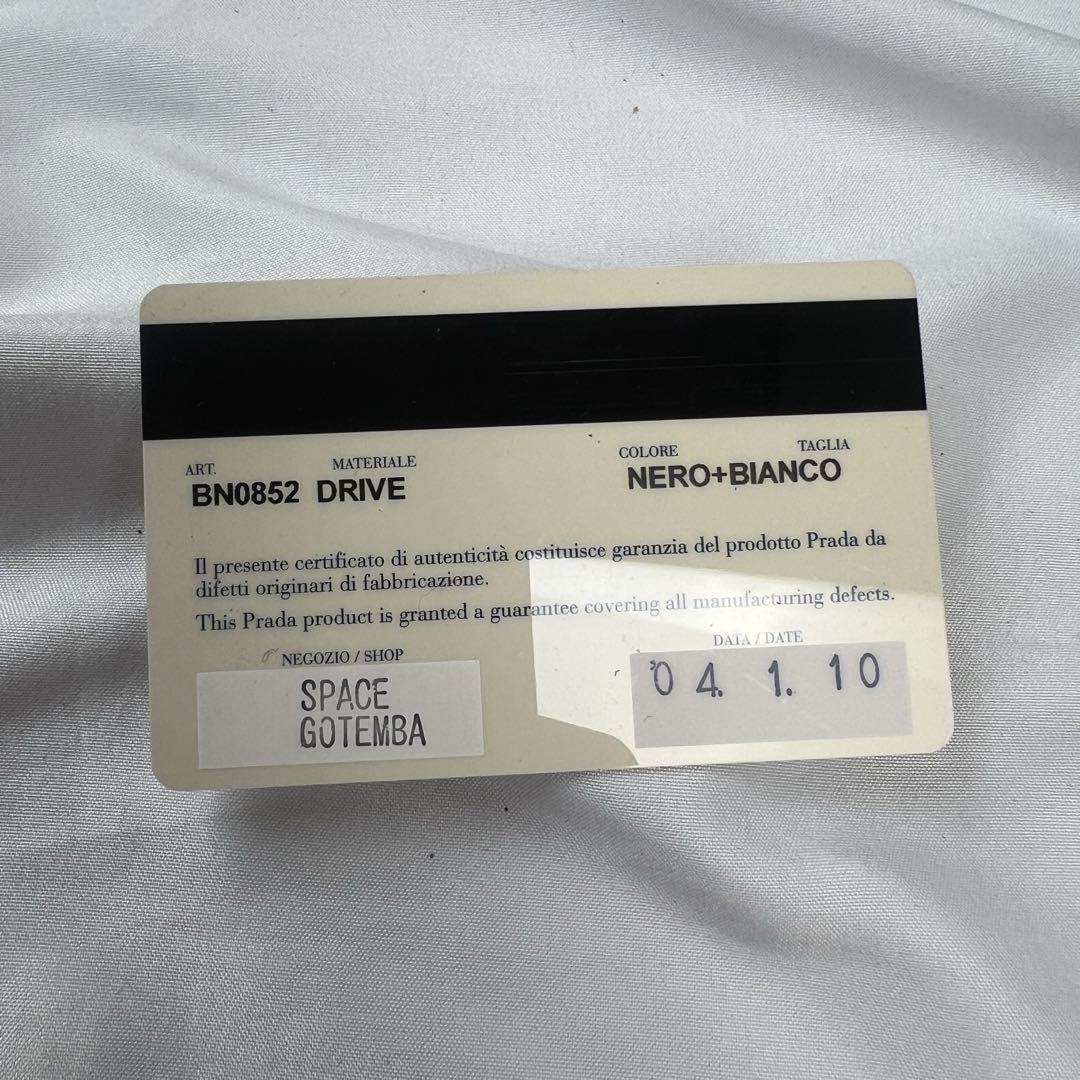 ART. MATERIALE COLORE TAGLIA
BN0852 DRIVE NERO+BIANCO
Il presente certificato di autenticità costituisce garanzia del prodotto Prada da
difetti originari di fabbricazione.
This Prada product is granted a guarantee covering all manufacturing defects.
NEGOZIO / SHOP DATA / DATE
SPACE
GOTEMBA
'04. 1. 10